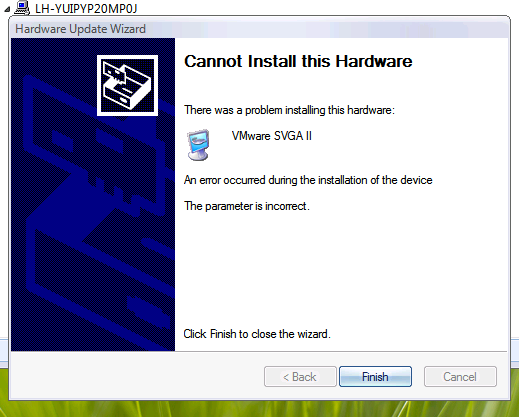 LH-YUIPYP20MP0J
Hardware Update Wizard
Cannot Install this Hardware
There was a problem installing this hardware:
VMware SVGA II
An error occurred during the installation of the device
The parameter is incorrect.
Click Finish to close the wizard.
< Back Finish Cancel